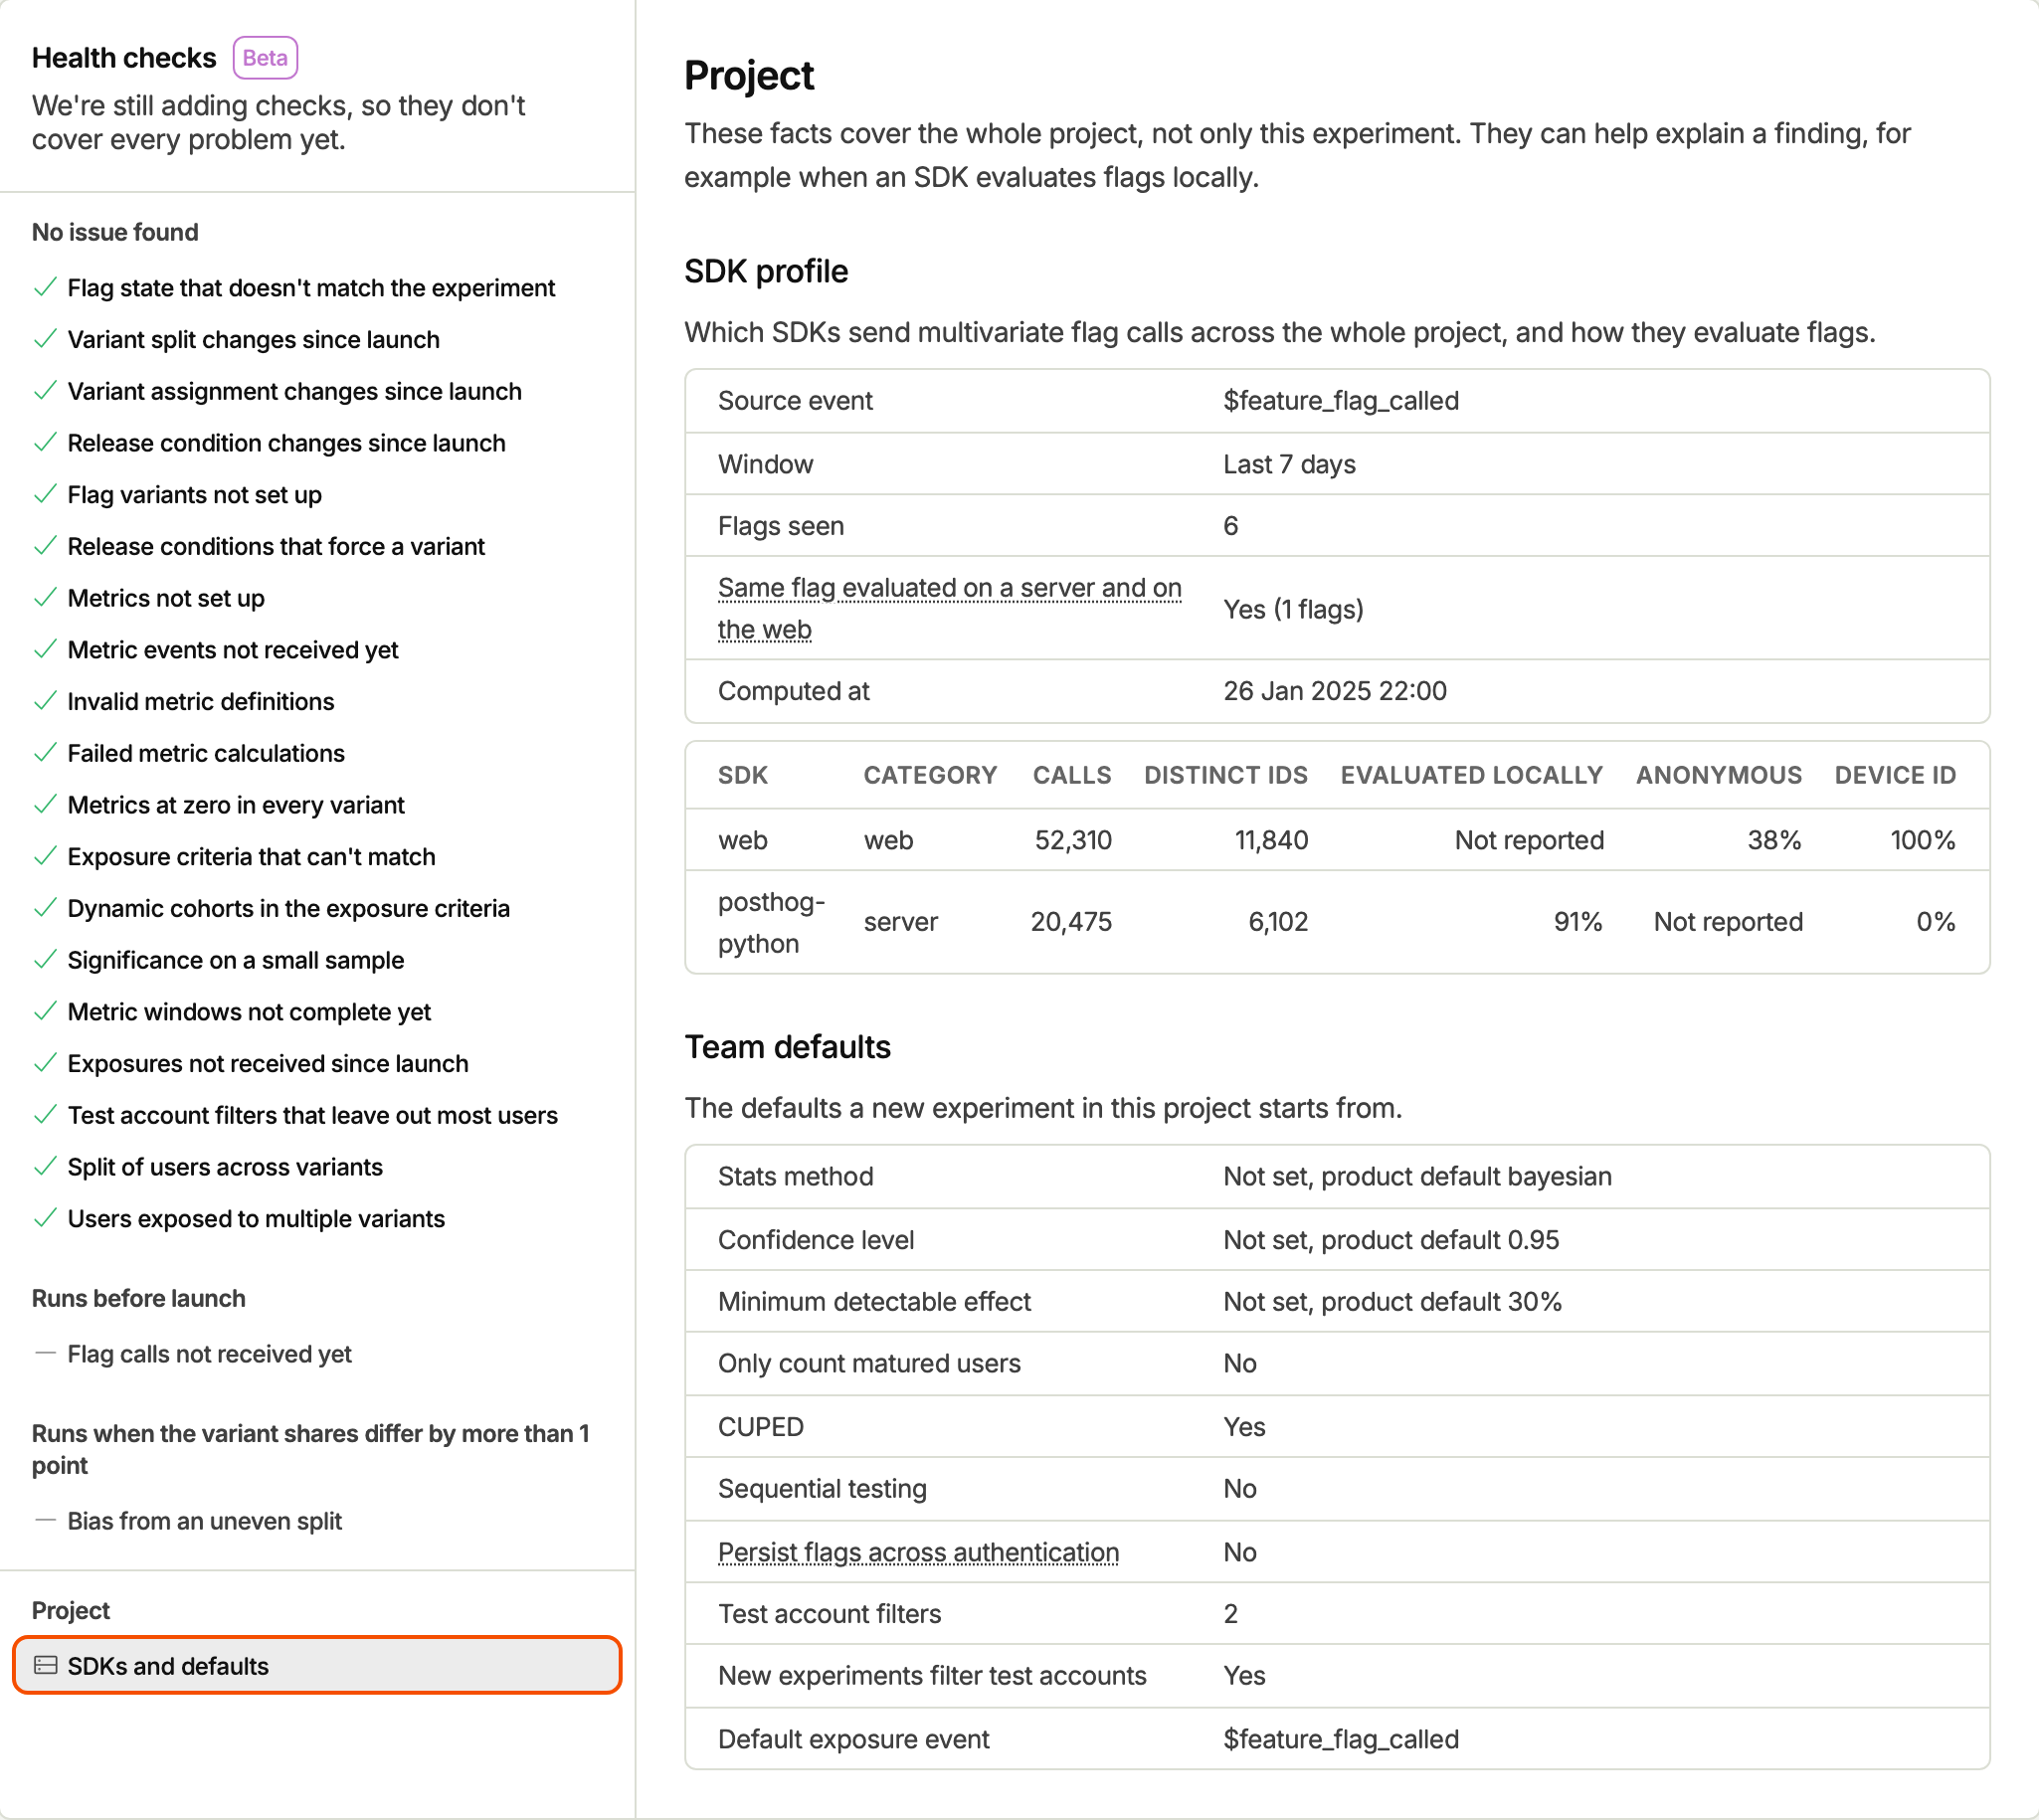 Health checks Beta
We're still adding checks, so they don't
cover every problem yet.
No issue found
Flag state that doesn't match the experiment
Variant split changes since launch
Variant assignment changes since launch
Release condition changes since launch
Flag variants not set up
Release conditions that force a variant
Metrics not set up
Metric events not received yet
Invalid metric definitions
Failed metric calculations
Metrics at zero in every variant
Exposure criteria that can't match
Dynamic cohorts in the exposure criteria
Significance on a small sample
Metric windows not complete yet
Exposures not received since launch
Test account filters that leave out most users
Split of users across variants
Users exposed to multiple variants
Runs before launch
Flag calls not received yet
Runs when the variant shares differ by more than 1
point
Bias from an uneven split
Project
SDKs and defaults
Project
These facts cover the whole project, not only this experiment. They can help explain a finding, for
example when an SDK evaluates flags locally.
SDK profile
Which SDKs send multivariate flag calls across the whole project, and how they evaluate flags.
Source event $feature_flag_called
Window Last 7 days
Flags seen 6
Same flag evaluated on a server and on
the web Yes (1 flags)
Computed at 26 Jan 2025 22:00
SDK CATEGORY CALLS DISTINCT IDS EVALUATED LOCALLY ANONYMOUS DEVICE ID
web web 52,310 11,840 Not reported 38% 100%
posthog-
python server 20,475 6,102 91% Not reported 0%
Team defaults
The defaults a new experiment in this project starts from.
Stats method Not set, product default bayesian
Confidence level Not set, product default 0.95
Minimum detectable effect Not set, product default 30%
Only count matured users No
CUPED Yes
Sequential testing No
Persist flags across authentication No
Test account filters 2
New experiments filter test accounts Yes
Default exposure event $feature_flag_called